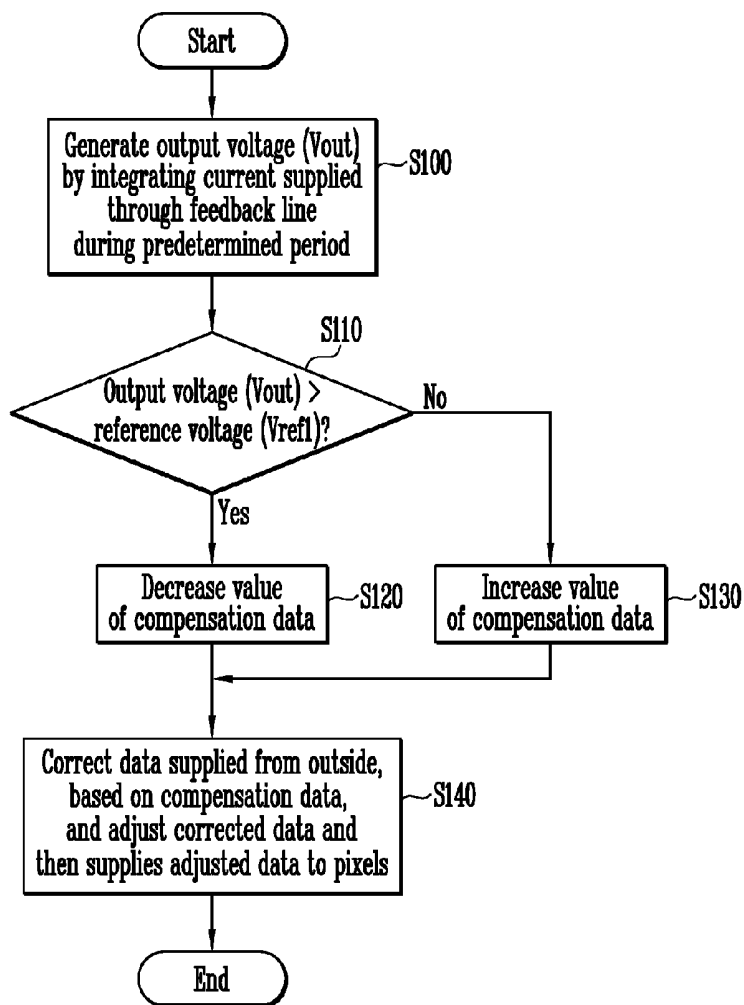 Start
Generate output voltage (Vout)
by integrating current supplied
through feedback line
during predetermined period
S100
S110
Output voltage (Vout) >
reference voltage (Vref1)?
No
Yes
Decrease value
of compensation data
S120
Increase value
of compensation data
S130
Correct data supplied from outside,
based on compensation data,
and adjust corrected data and
then supplies adjusted data to pixels
S140
End